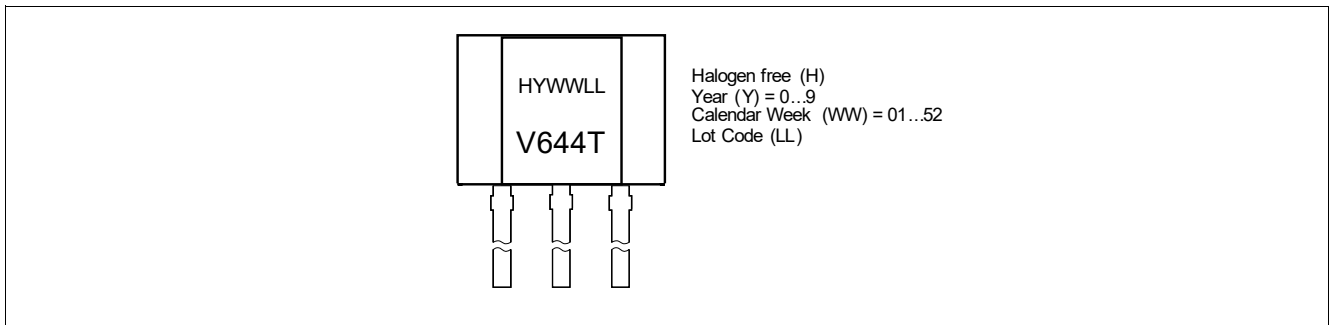 HYWWLL
V644T
Halogen free (H)
Year (Y) = 0...9
Calendar Week (WW) = 01...52
Lot Code (LL)